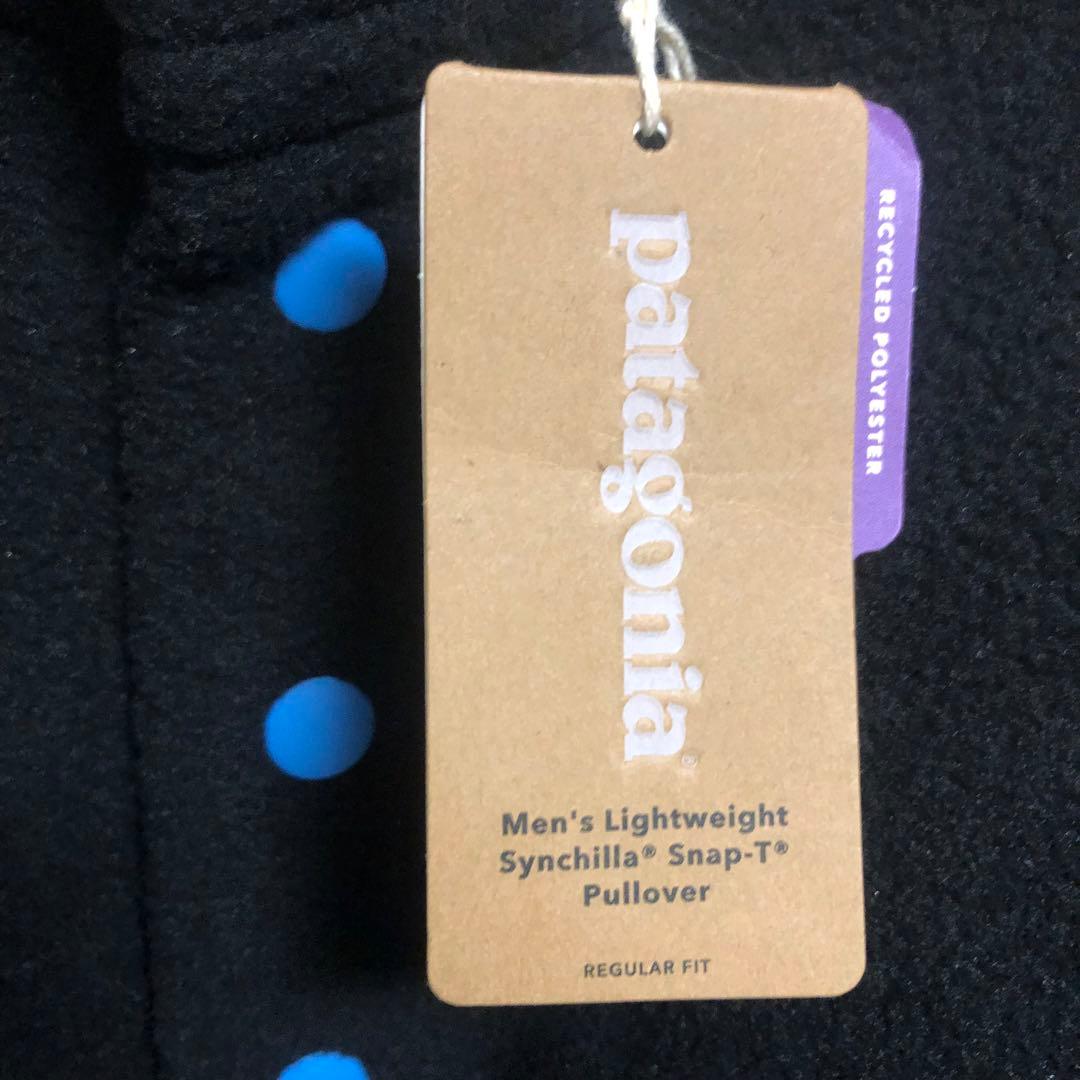 patagonia®
RECYCLED POLYESTER
Men's Lightweight
Synchilla® Snap-T®
Pullover
REGULAR FIT